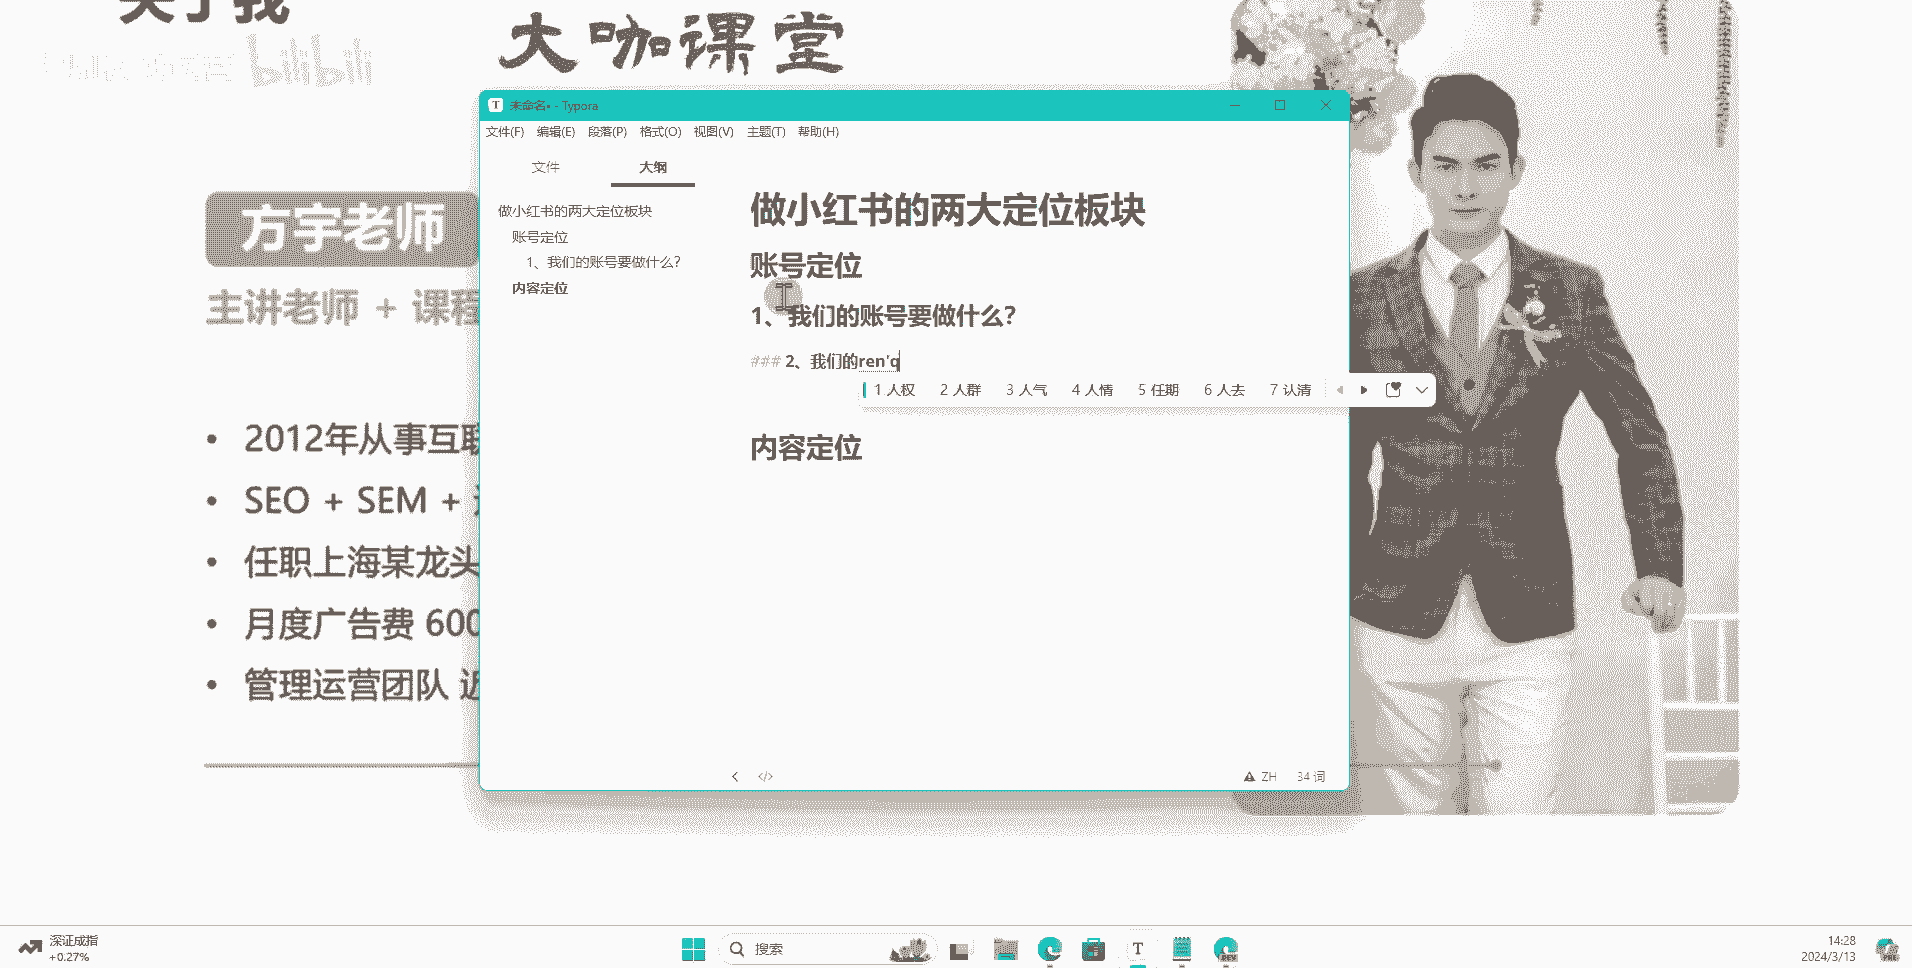 大咖课堂
bilibili
未命名• - Typora
文件(F) 编辑(E) 段落(P) 格式(O) 视图(V) 主题(T) 帮助(H)
文件 大纲
做小红书的两大定位板块
账号定位
1、我们的账号要做什么?
内容定位
做小红书的两大定位板块
账号定位
1、我们的账号要做什么?
### 2、我们的ren'q
1 人权 2 人群 3 人气 4 人情 5 任期 6 人去 7 认清
内容定位
ZH 34 词
方宇老师
主讲老师 + 课程
2012年从事互联
SEO + SEM +
任职上海某龙头
月度广告费 600
管理运营团队 近
深证成指
+0.27%
搜索
14:28
2024/3/13